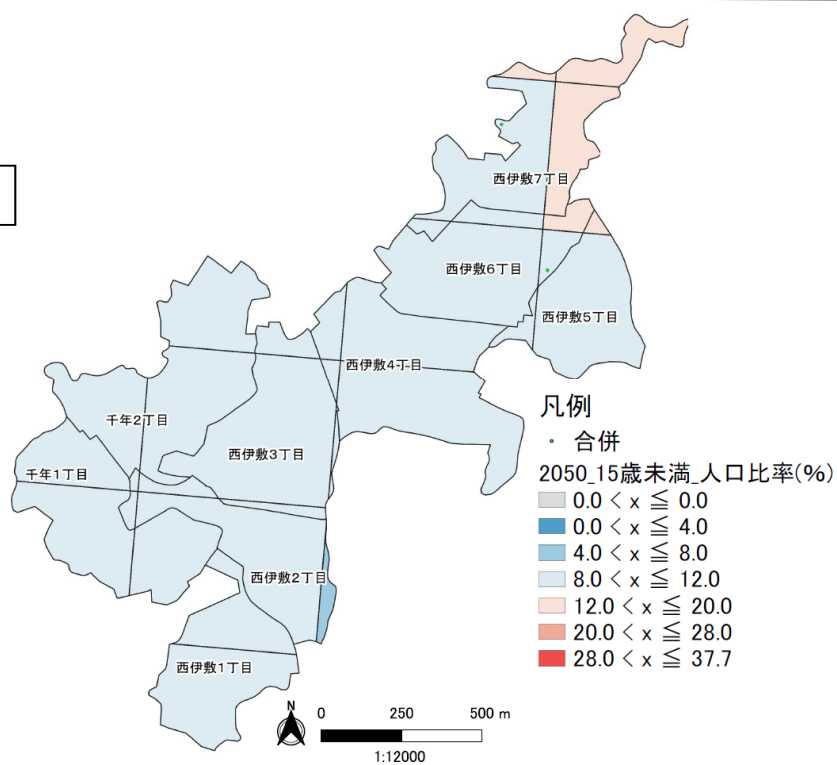 西伊敷7丁目
西伊敷6丁目
西伊敷5丁目
西伊敷4丁目
千年2丁目
西伊敷3丁目
千年1丁目
西伊敷2丁目
西伊敷1丁目
凡例
合併
2050_15歳未満_人口比率(%)
0.0 < x ≦ 0.0
0.0 < x ≦ 4.0
4.0 < x ≦ 8.0
8.0 < x ≦ 12.0
12.0 < x ≦ 20.0
20.0 < x ≦ 28.0
28.0 < x ≦ 37.7
N
0 250 500 m
1:12000